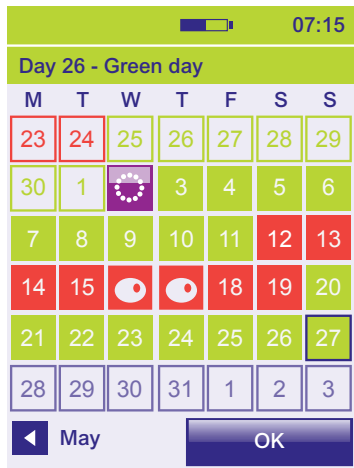 07:15
Day 26 - Green day
M T W T F S S
23 24 25 26 27 28 29
30 1 3 4 5 6
7 8 9 10 11 12 13
14 15 18 19 20
21 22 23 24 25 26 27
28 29 30 31 1 2 3
May OK